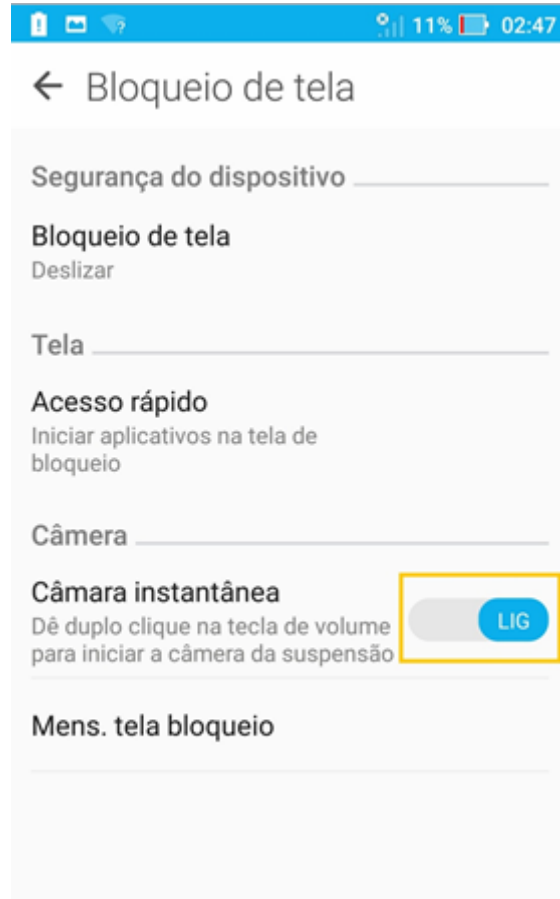 11% 02:47
Bloqueio de tela
Segurança do dispositivo
Bloqueio de tela
Deslizar
Tela
Acesso rápido
Iniciar aplicativos na tela de
bloqueio
Câmera
Câmara instantânea
Dê duplo clique na tecla de volume
para iniciar a câmera da suspensão
LIG
Mens. tela bloqueio